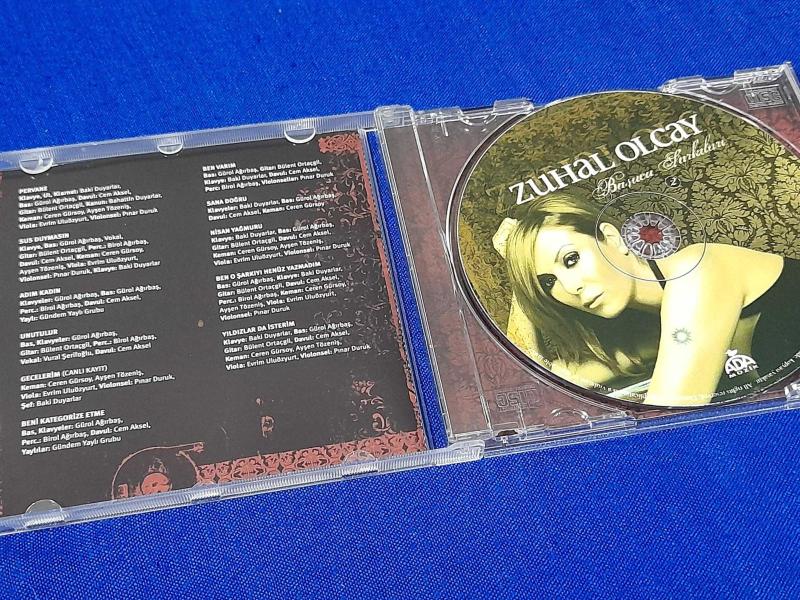 PERVANE
Klavye, Ut, Klarnet: Baki Duyarlar,
Bas: Gürol Ağırbaş, Davul: Cem Aksel,
Gitar: Bülent Ortaçgil, Kanun: Bahattin Duyarlar,
Keman: Ceren Gürsoy, Ayşen Tözeniş,
Viola: Evrim Uluözyurt, Violonsel: Pınar Duruk
SUS DUYMASIN
Klavye, Bas: Gürol Ağırbaş, Vokal,
Gitar: Bülent Ortaçgil, Perc.: Birol Ağırbaş,
Davul: Cem Aksel, Keman: Ceren Gürsoy,
Ayşen Tözeniş, Viola: Evrim Uluözyurt,
Violonsel: Pınar Duruk, Klavye: Baki Duyarlar
ADIM KADIN
Klavyeler: Gürol Ağırbaş, Bas: Gürol Ağırbaş,
Perc.: Birol Ağırbaş, Davul: Cem Aksel,
Yaylı: Gündem Yaylı Grubu
UNUTULUR
Bas, Klavyeler: Gürol Ağırbaş,
Gitar: Bülent Ortaçgil, Perc.: Birol Ağırbaş,
Vokal: Vural Şerifoğlu, Davul: Cem Aksel
GECELERİM (CANLI KAYIT)
Keman: Ceren Gürsoy, Ayşen Tözeniş,
Viola: Evrim Uluözyurt, Violonsel: Pınar Duruk,
Şef: Baki Duyarlar
BENİ KATEGORİZE ETME
Bas, Klavyeler: Gürol Ağırbaş,
Perc.: Birol Ağırbaş, Davul: Cem Aksel,
Yaylılar: Gündem Yaylı Grubu
BEN VARIM
Bas: Gürol Ağırbaş, Gitar: Bülent Ortaçgil,
Klavye: Baki Duyarlar, Davul: Cem Aksel,
Perc: Birol Ağırbaş, Violonseller: Pınar Duruk
SANA DOĞRU
Klavyeler: Baki Duyarlar, Bas: Gürol Ağırbaş,
Davul: Cem Aksel, Keman: Ceren Gürsoy
NİSAN YAĞMURU
Klavye: Baki Duyarlar, Bas: Gürol Ağırbaş,
Gitar: Bülent Ortaçgil, Davul: Cem Aksel,
Keman: Ceren Gürsoy, Ayşen Tözeniş,
Viola: Evrim Uluözyurt, Violonsel: Pınar Duruk
BEN O ŞARKIYI HENÜZ YAZMADIM
Bas: Gürol Ağırbaş, Klavye: Baki Duyarlar,
Gitar: Bülent Ortaçgil, Davul: Cem Aksel,
Perc.: Birol Ağırbaş, Keman: Ceren Gürsoy,
Ayşen Tözeniş, Viola: Evrim Uluözyurt,
Violonsel: Pınar Duruk
YILDIZLAR DA İSTERİM
Klavye: Baki Duyarlar, Bas: Gürol Ağırbaş,
Gitar: Bülent Ortaçgil, Davul: Cem Aksel,
Keman: Ceren Gürsoy, Ayşen Tözeniş,
Viola: Evrim Uluözyurt, Violonsel: Pınar Duruk
ZUHAL OLCAY
Başucu Şarkıları
2
ADA
MÜZİK